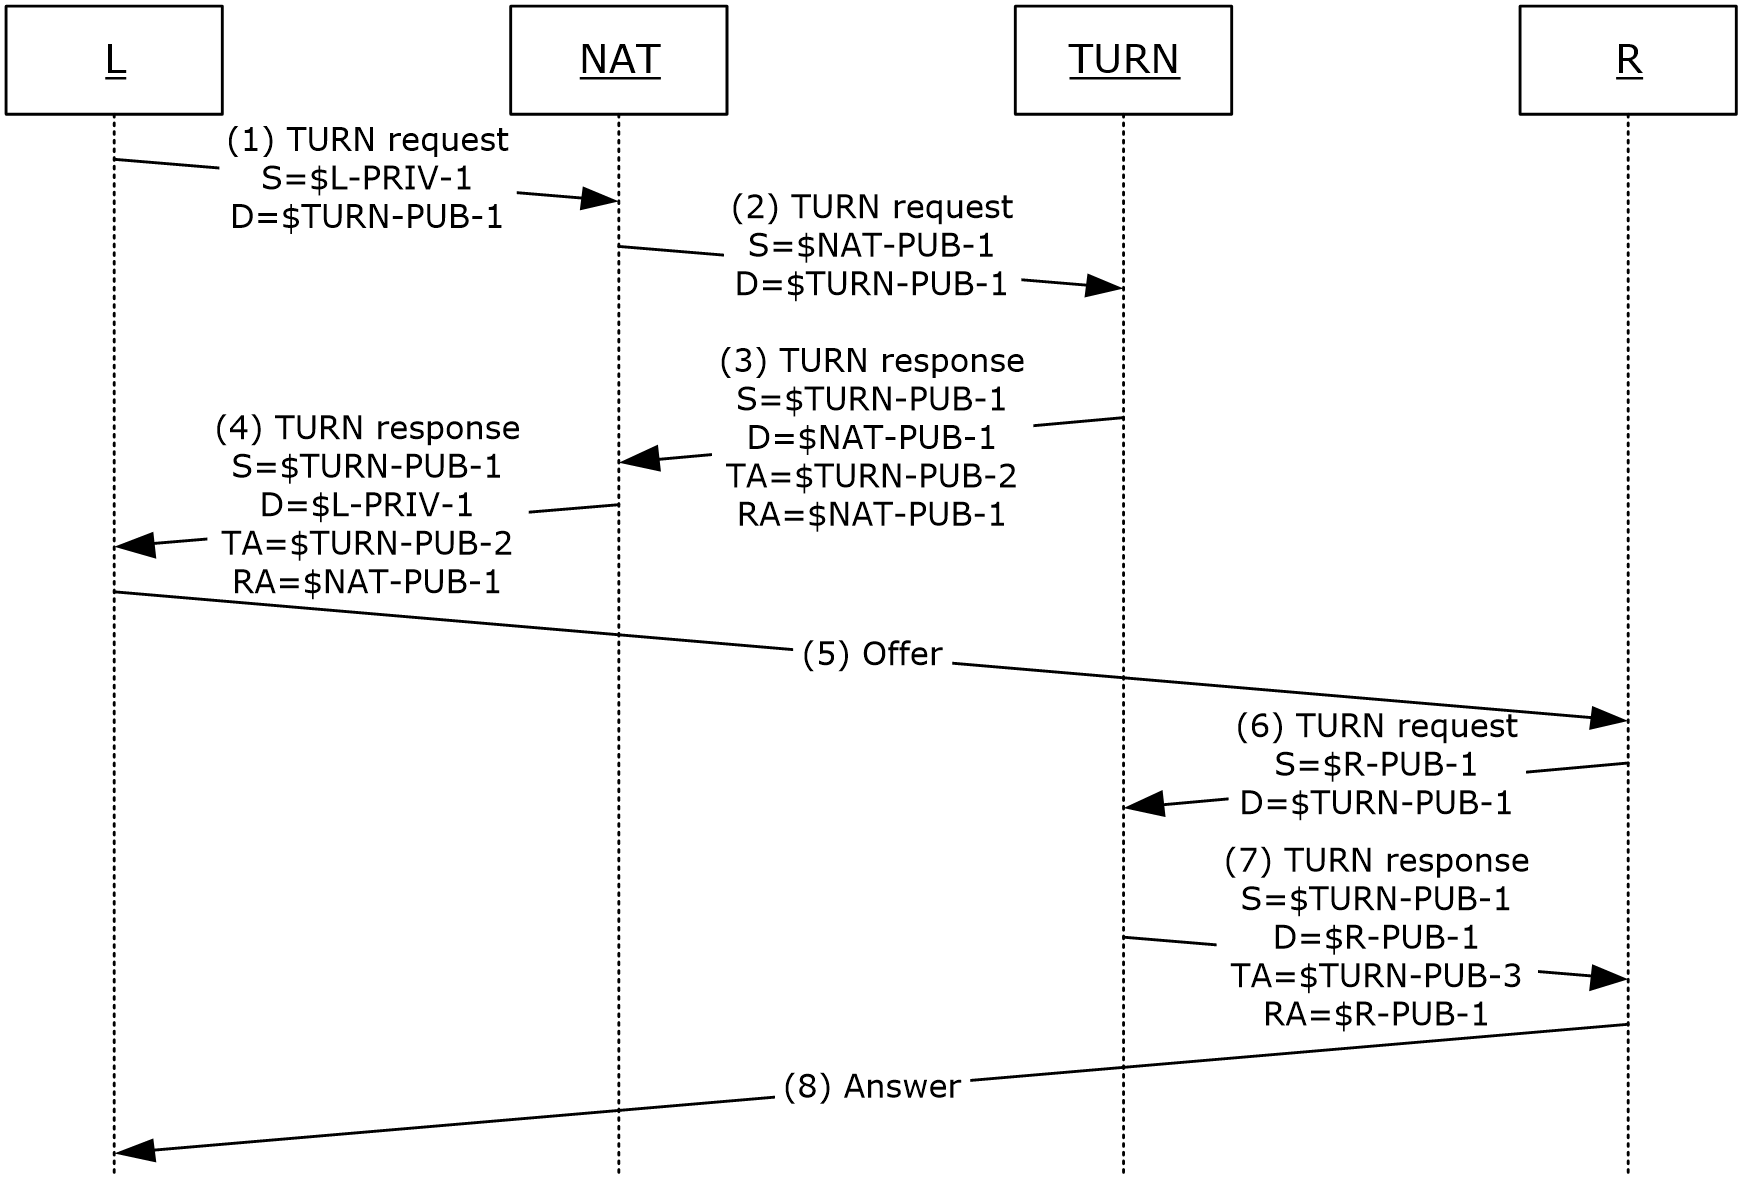 L
NAT
TURN
R
(1) TURN request
S=$L-PRIV-1
D=$TURN-PUB-1
(2) TURN request
S=$NAT-PUB-1
D=$TURN-PUB-1
(3) TURN response
S=$TURN-PUB-1
D=$NAT-PUB-1
TA=$TURN-PUB-2
RA=$NAT-PUB-1
(4) TURN response
S=$TURN-PUB-1
D=$L-PRIV-1
TA=$TURN-PUB-2
RA=$NAT-PUB-1
(5) Offer
(6) TURN request
S=$R-PUB-1
D=$TURN-PUB-1
(7) TURN response
S=$TURN-PUB-1
D=$R-PUB-1
TA=$TURN-PUB-3
RA=$R-PUB-1
(8) Answer